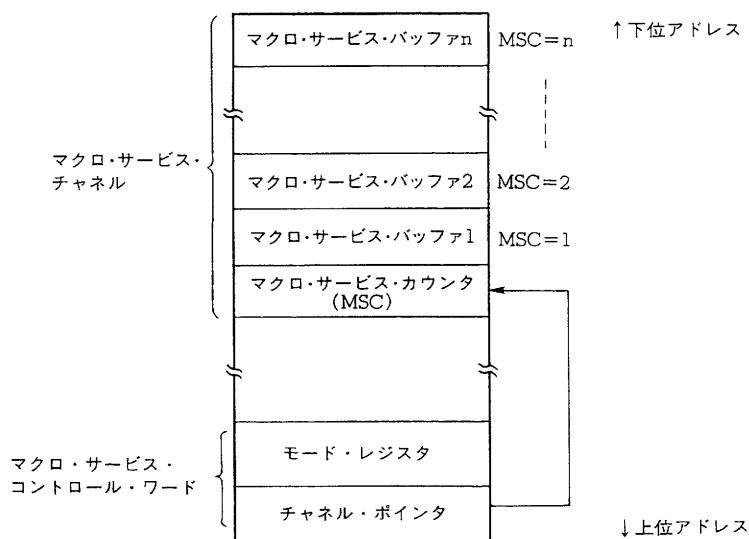 マクロ・サービス・バッファn MSC=n ↑下位アドレス
マクロ・サービス・チャネル
マクロ・サービス・バッファ2 MSC=2
マクロ・サービス・バッファ1 MSC=1
マクロ・サービス・カウンタ
(MSC)
マクロ・サービス・
コントロール・ワード
モード・レジスタ
チャネル・ポインタ
↓上位アドレス